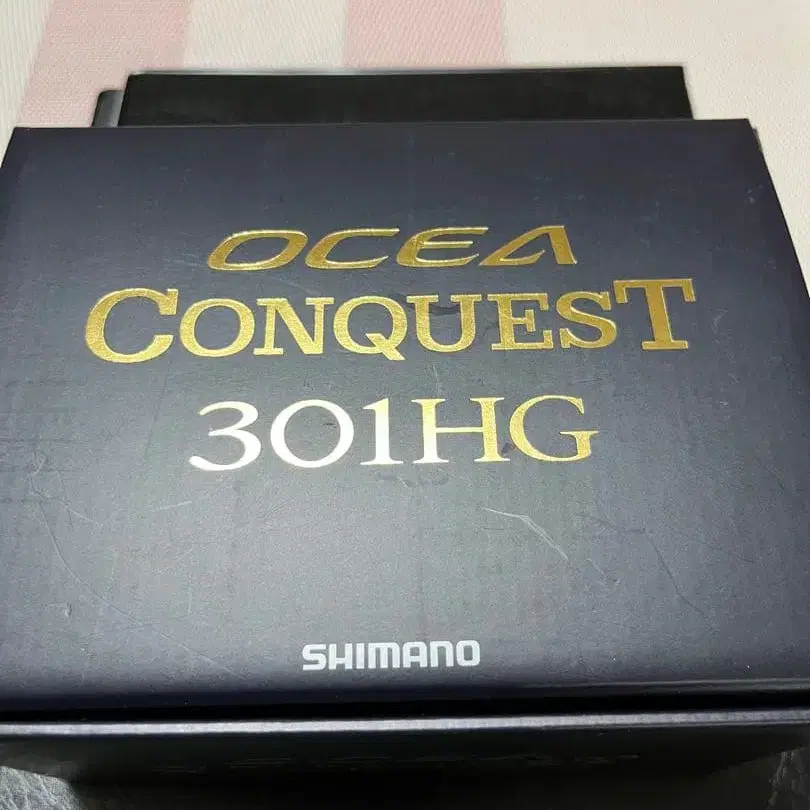 OCEA
CONQUEST
301HG
SHIMANO